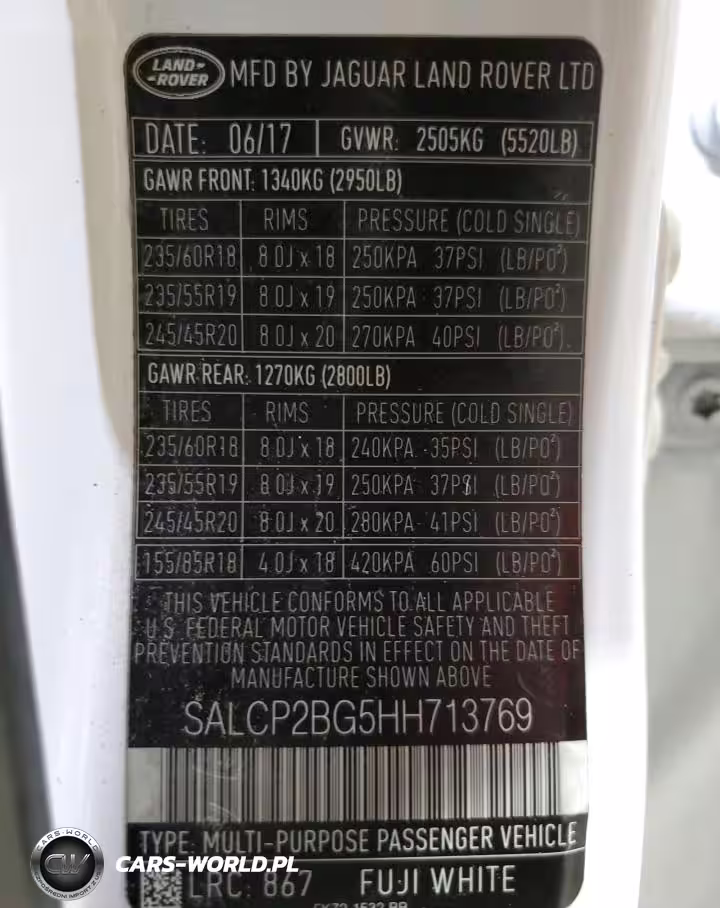 LAND-
-ROVER
MFD BY JAGUAR LAND ROVER LTD
DATE: 06/17 GVWR: 2505KG (5520LB)
GAWR FRONT: 1340KG (2950LB)
TIRES RIMS PRESSURE (COLD SINGLE)
235/60R18 8.0J x 18 250KPA 37PSI (LB/PO²)
235/55R19 8.0J x 19 250KPA 37PSI (LB/PO²)
245/45R20 8.0J x 20 270KPA 40PSI (LB/PO²)
GAWR REAR: 1270KG (2800LB)
TIRES RIMS PRESSURE (COLD SINGLE)
235/60R18 8.0J x 18 240KPA 35PSI (LB/PO²)
235/55R19 8.0J x 19 250KPA 37PSI (LB/PO²)
245/45R20 8.0J x 20 280KPA 41PSI (LB/PO²)
155/85R18 4.0J x 18 420KPA 60PSI (LB/PO²)
THIS VEHICLE CONFORMS TO ALL APPLICABLE
U.S. FEDERAL MOTOR VEHICLE SAFETY AND THEFT
PREVENTION STANDARDS IN EFFECT ON THE DATE OF
MANUFACTURE SHOWN ABOVE
SALCP2BG5HH713769
TYPE: MULTI-PURPOSE PASSENGER VEHICLE
LRC: 867 FUJI WHITE
CARS-WORLD
CW
CARS-WORLD.PL